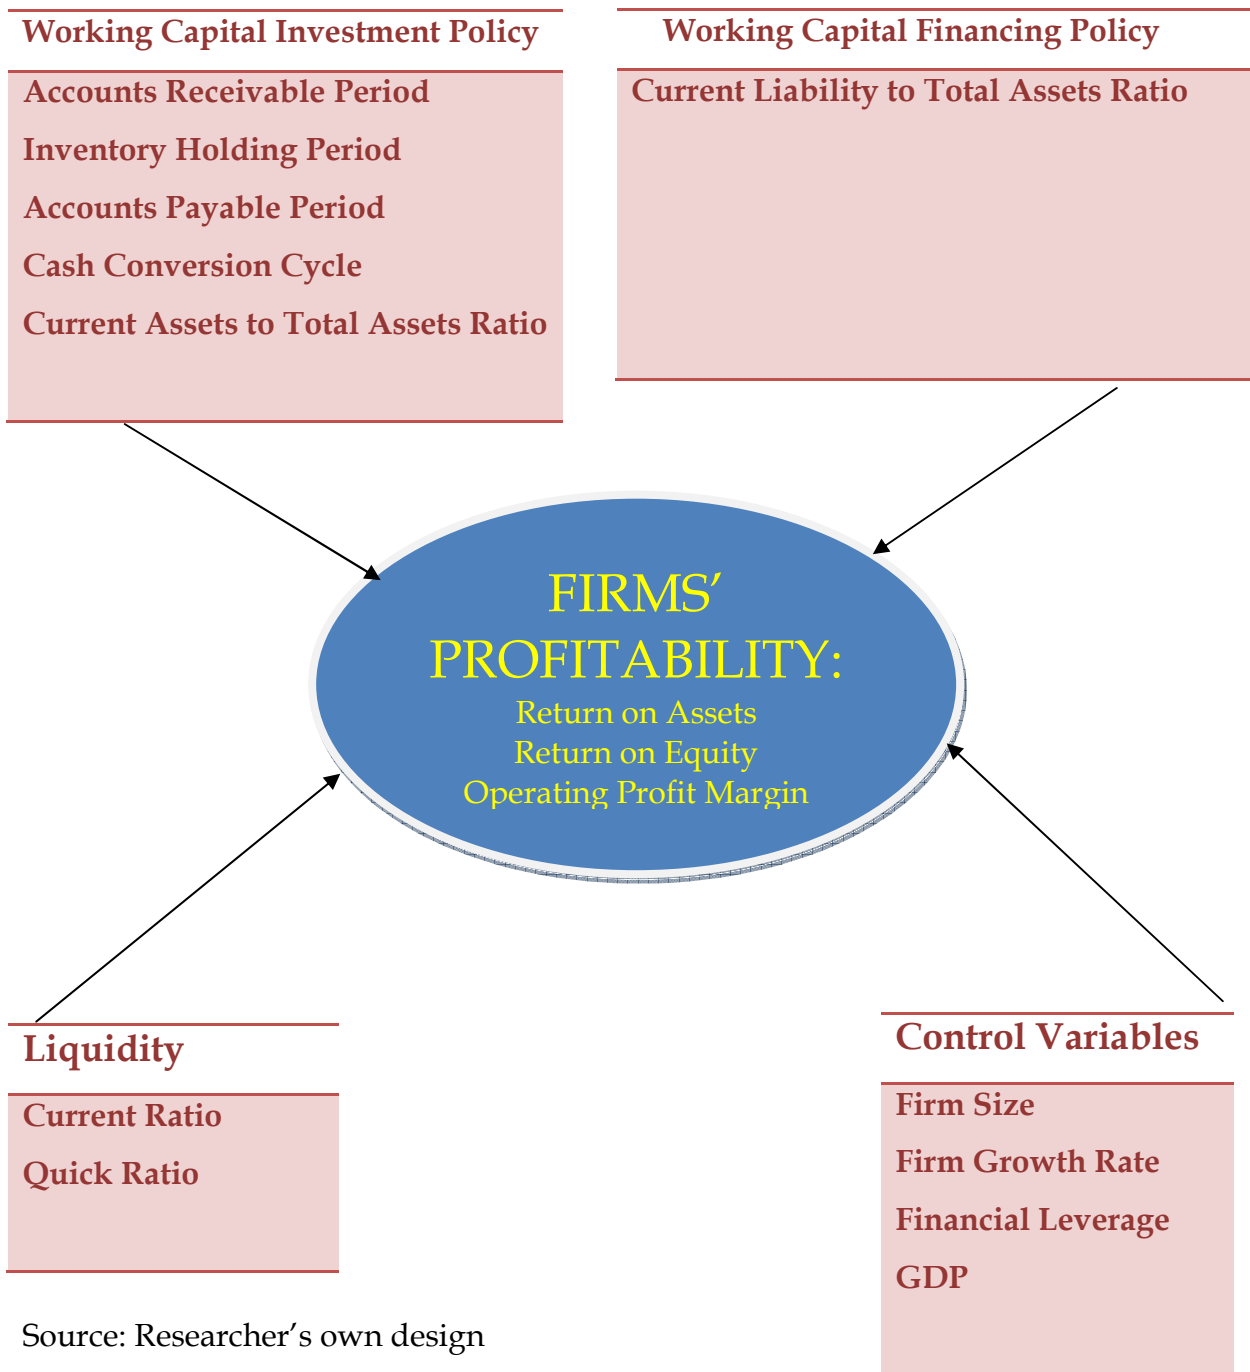 Working Capital Investment Policy
Accounts Receivable Period
Inventory Holding Period
Accounts Payable Period
Cash Conversion Cycle
Current Assets to Total Assets Ratio
Working Capital Financing Policy
Current Liability to Total Assets Ratio
FIRMS’
PROFITABILITY:
Return on Assets
Return on Equity
Operating Profit Margin
Liquidity
Current Ratio
Quick Ratio
Control Variables
Firm Size
Firm Growth Rate
Financial Leverage
GDP
Source: Researcher’s own design